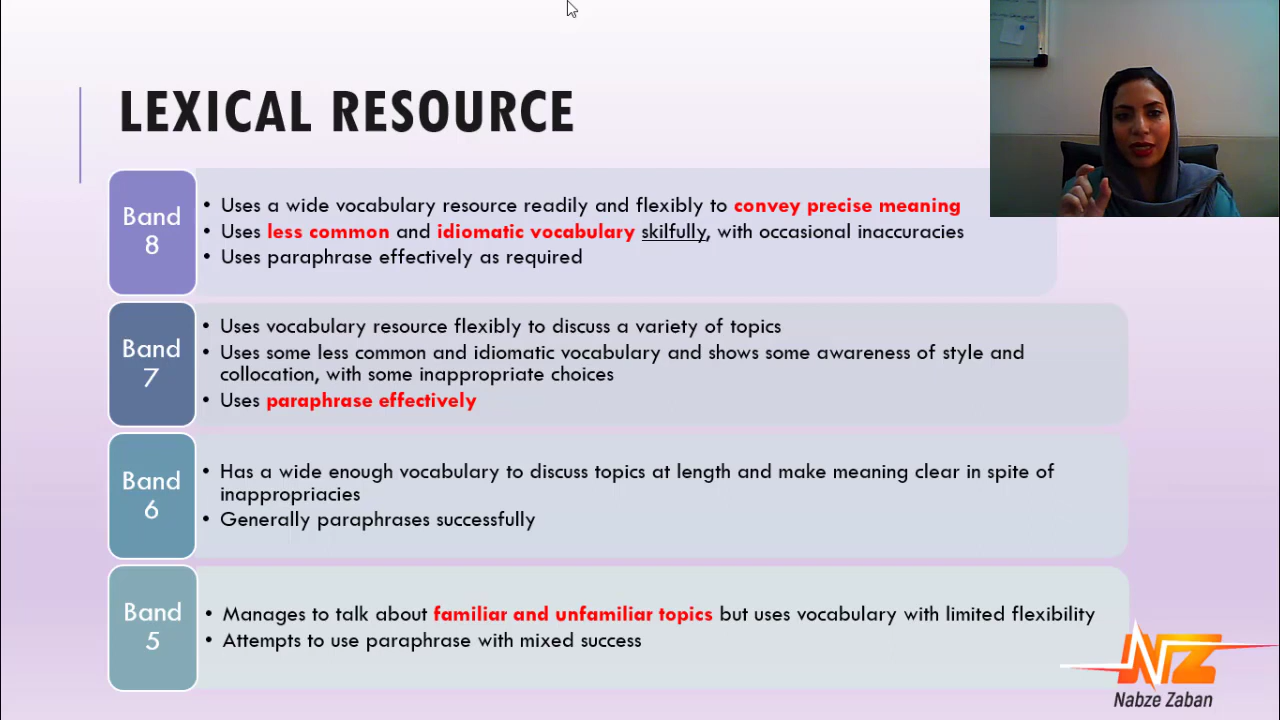 LEXICAL RESOURCE
Band
8
• Uses a wide vocabulary resource readily and flexibly to convey precise meaning
• Uses less common and idiomatic vocabulary skilfully, with occasional inaccuracies
• Uses paraphrase effectively as required
Band
7
• Uses vocabulary resource flexibly to discuss a variety of topics
• Uses some less common and idiomatic vocabulary and shows some awareness of style and
collocation, with some inappropriate choices
• Uses paraphrase effectively
Band
6
• Has a wide enough vocabulary to discuss topics at length and make meaning clear in spite of
inappropriacies
• Generally paraphrases successfully
Band
5
• Manages to talk about familiar and unfamiliar topics but uses vocabulary with limited flexibility
• Attempts to use paraphrase with mixed success
NZ
Nabze Zaban